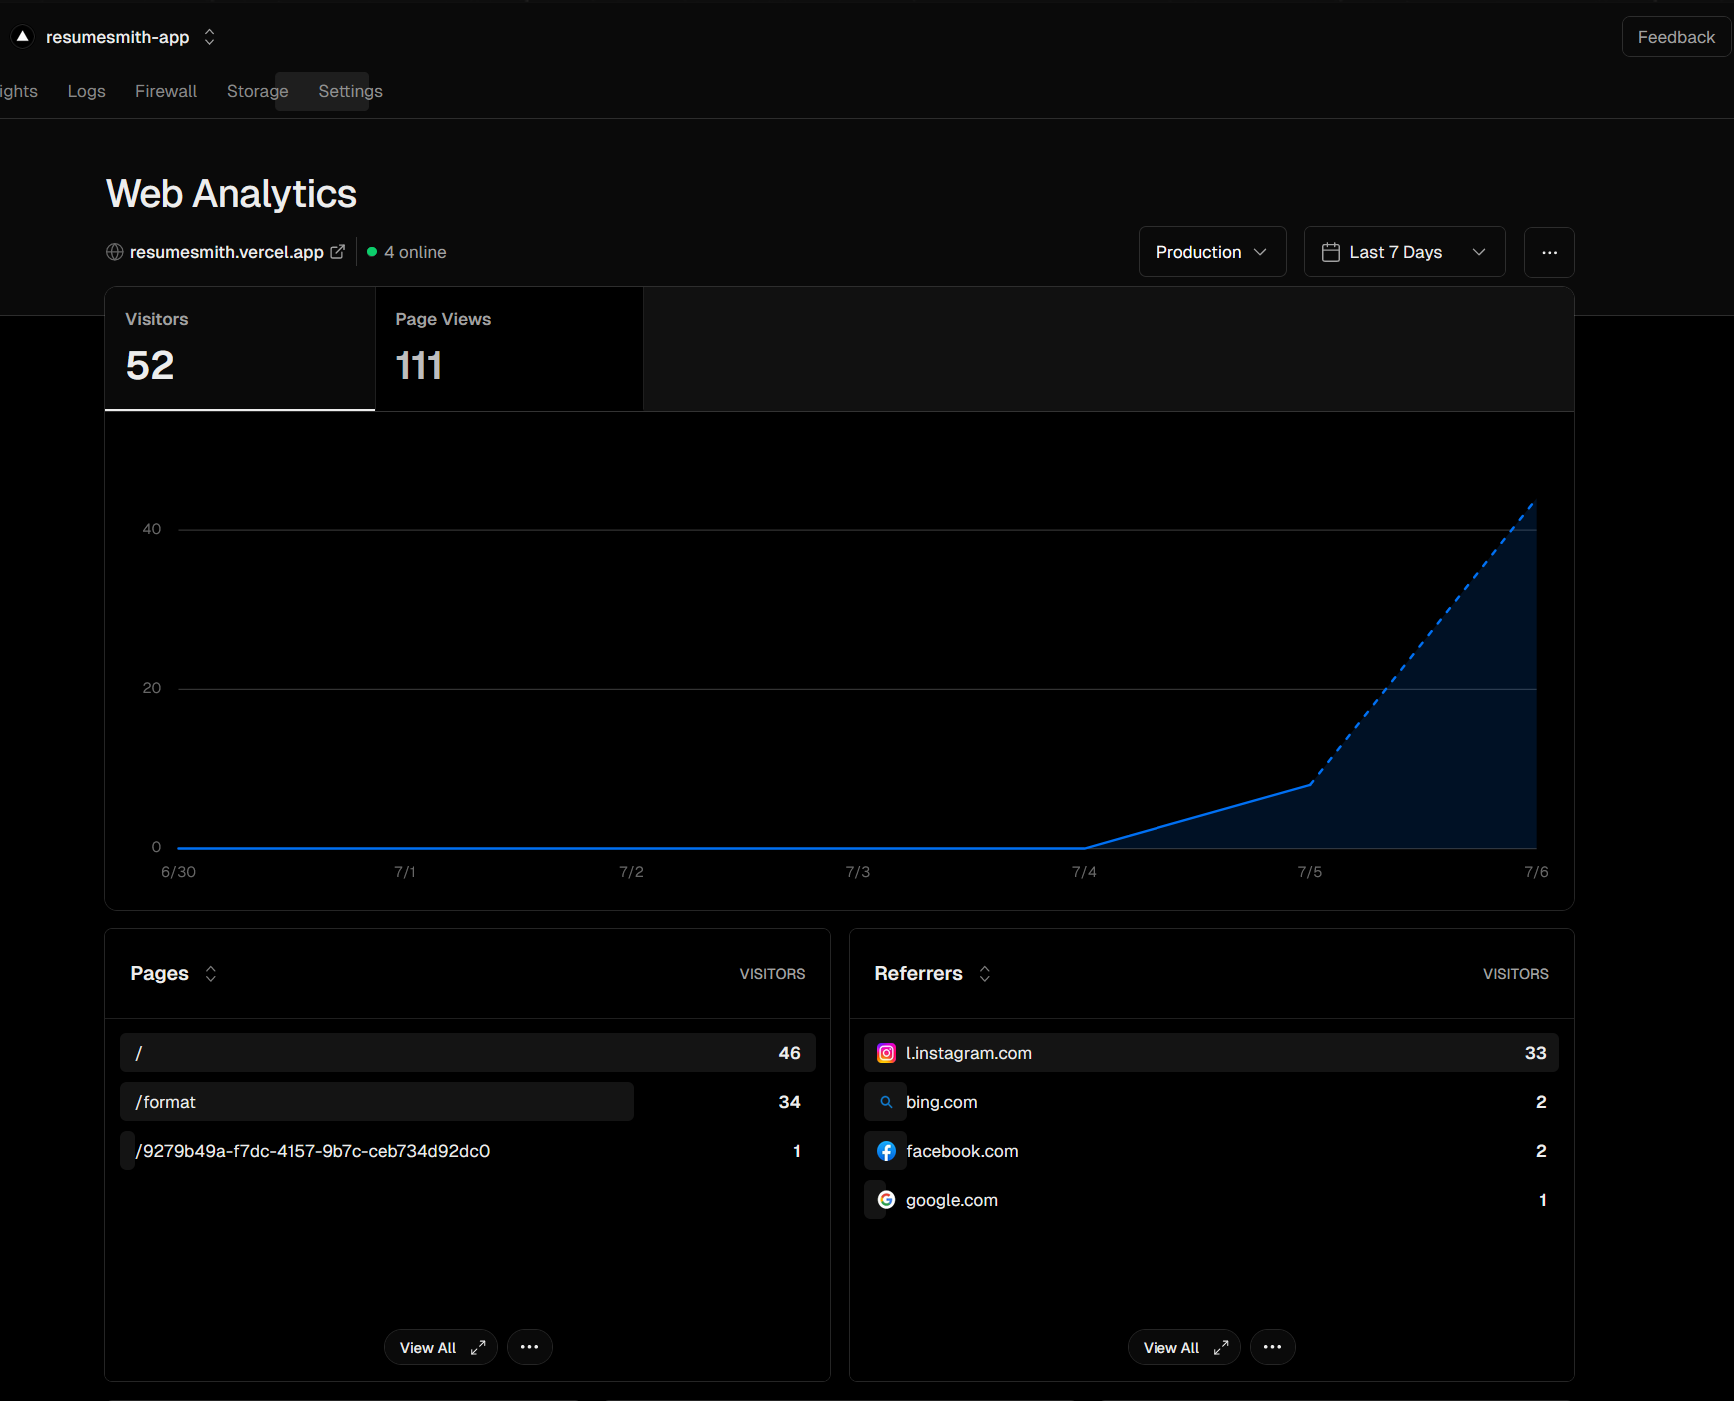 resumesmith-app
Feedback
ights Logs Firewall Storage Settings
Web Analytics
resumesmith.vercel.app 4 online
Production Last 7 Days
Visitors Page Views
52 111
40
20
0
6/30 7/1 7/2 7/3 7/4 7/5 7/6
Pages VISITORS
/ 46
/format 34
/9279b49a-f7dc-4157-9b7c-ceb734d92dc0 1
View All
Referrers VISITORS
l.instagram.com 33
bing.com 2
facebook.com 2
google.com 1
View All